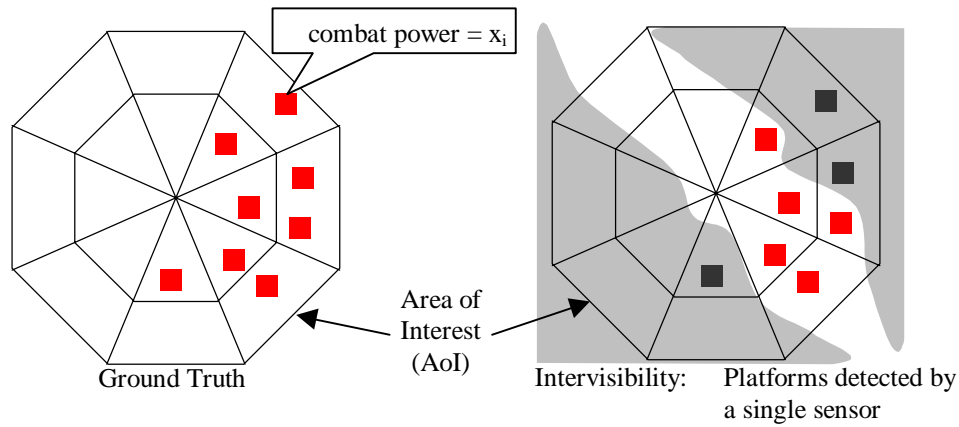 combat power = xi
Area of
Interest
(AoI)
Ground Truth
Intervisibility: Platforms detected by
a single sensor